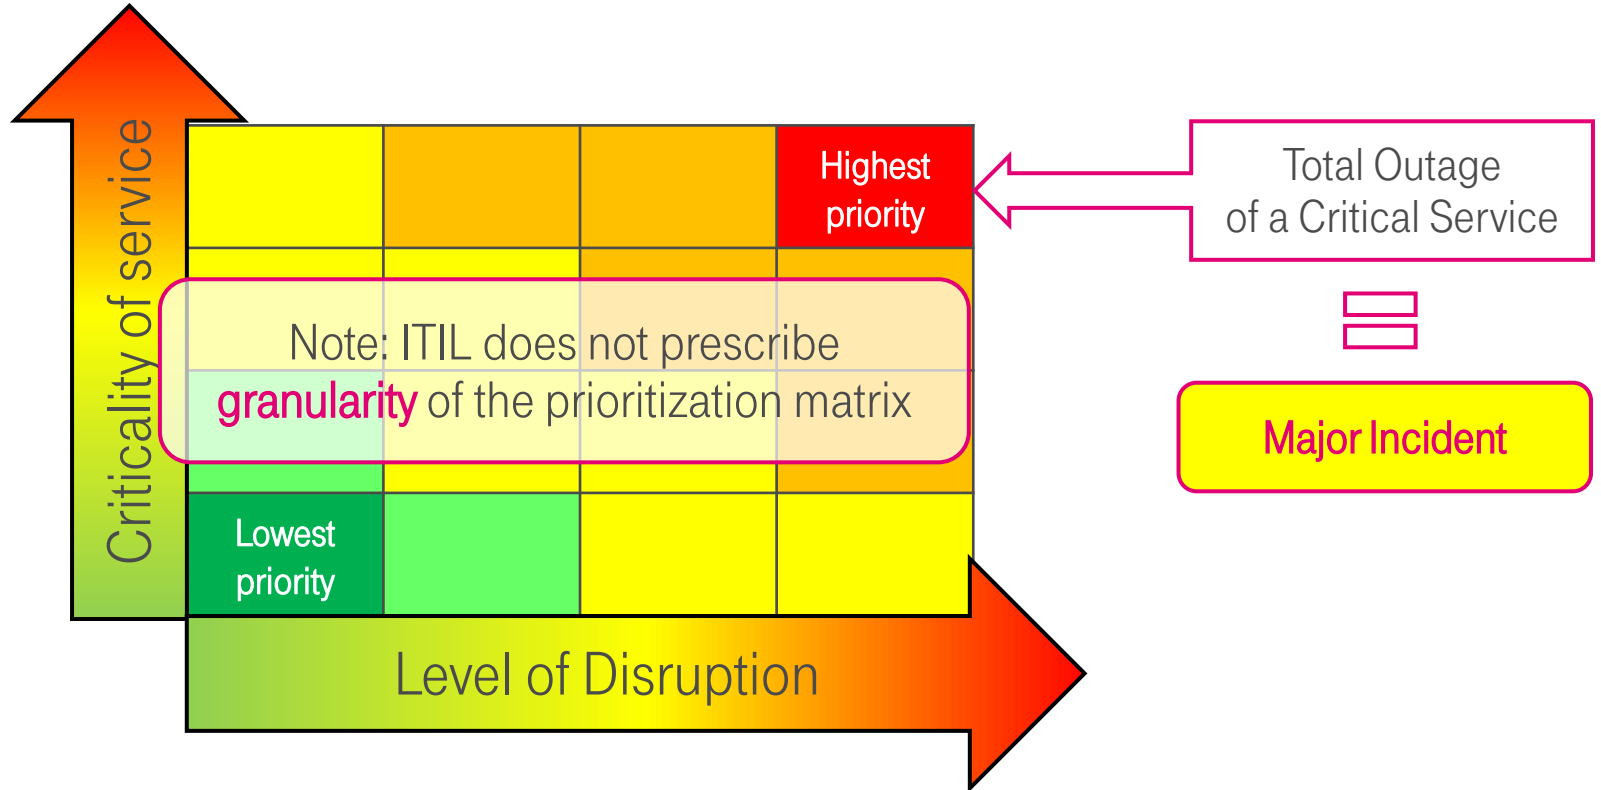 Criticality of service
Highest
priority
Total Outage
of a Critical Service
Note: ITIL does not prescribe
granularity of the prioritization matrix
Major Incident
Lowest
priority
Level of Disruption